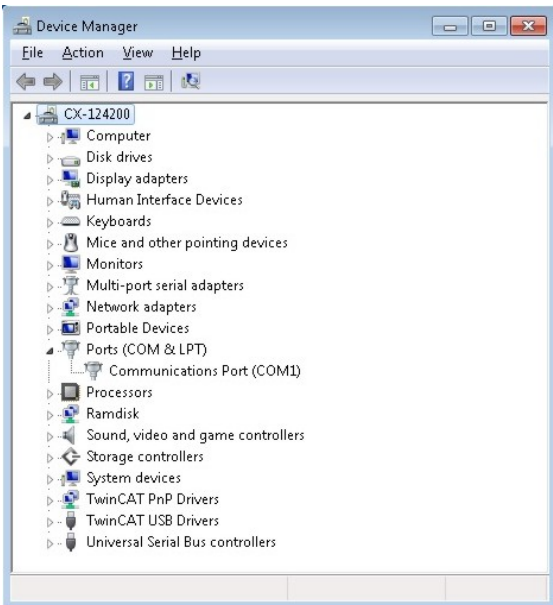 Device Manager
File Action View Help
CX-124200
Computer
Disk drives
Display adapters
Human Interface Devices
Keyboards
Mice and other pointing devices
Monitors
Multi-port serial adapters
Network adapters
Portable Devices
Ports (COM & LPT)
Communications Port (COM1)
Processors
Ramdisk
Sound, video and game controllers
Storage controllers
System devices
TwinCAT PnP Drivers
TwinCAT USB Drivers
Universal Serial Bus controllers